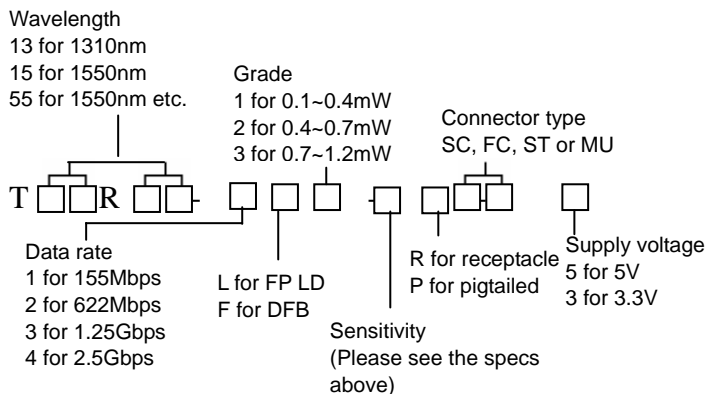 Wavelength
13 for 1310nm
15 for 1550nm
55 for 1550nm etc.
Grade
1 for 0.1~0.4mW
2 for 0.4~0.7mW
3 for 0.7~1.2mW
Connector type
SC, FC, ST or MU
T R - - -
Data rate
1 for 155Mbps
2 for 622Mbps
3 for 1.25Gbps
4 for 2.5Gbps
L for FP LD
F for DFB
Sensitivity
(Please see the specs
above)
R for receptacle
P for pigtailed
Supply voltage
5 for 5V
3 for 3.3V